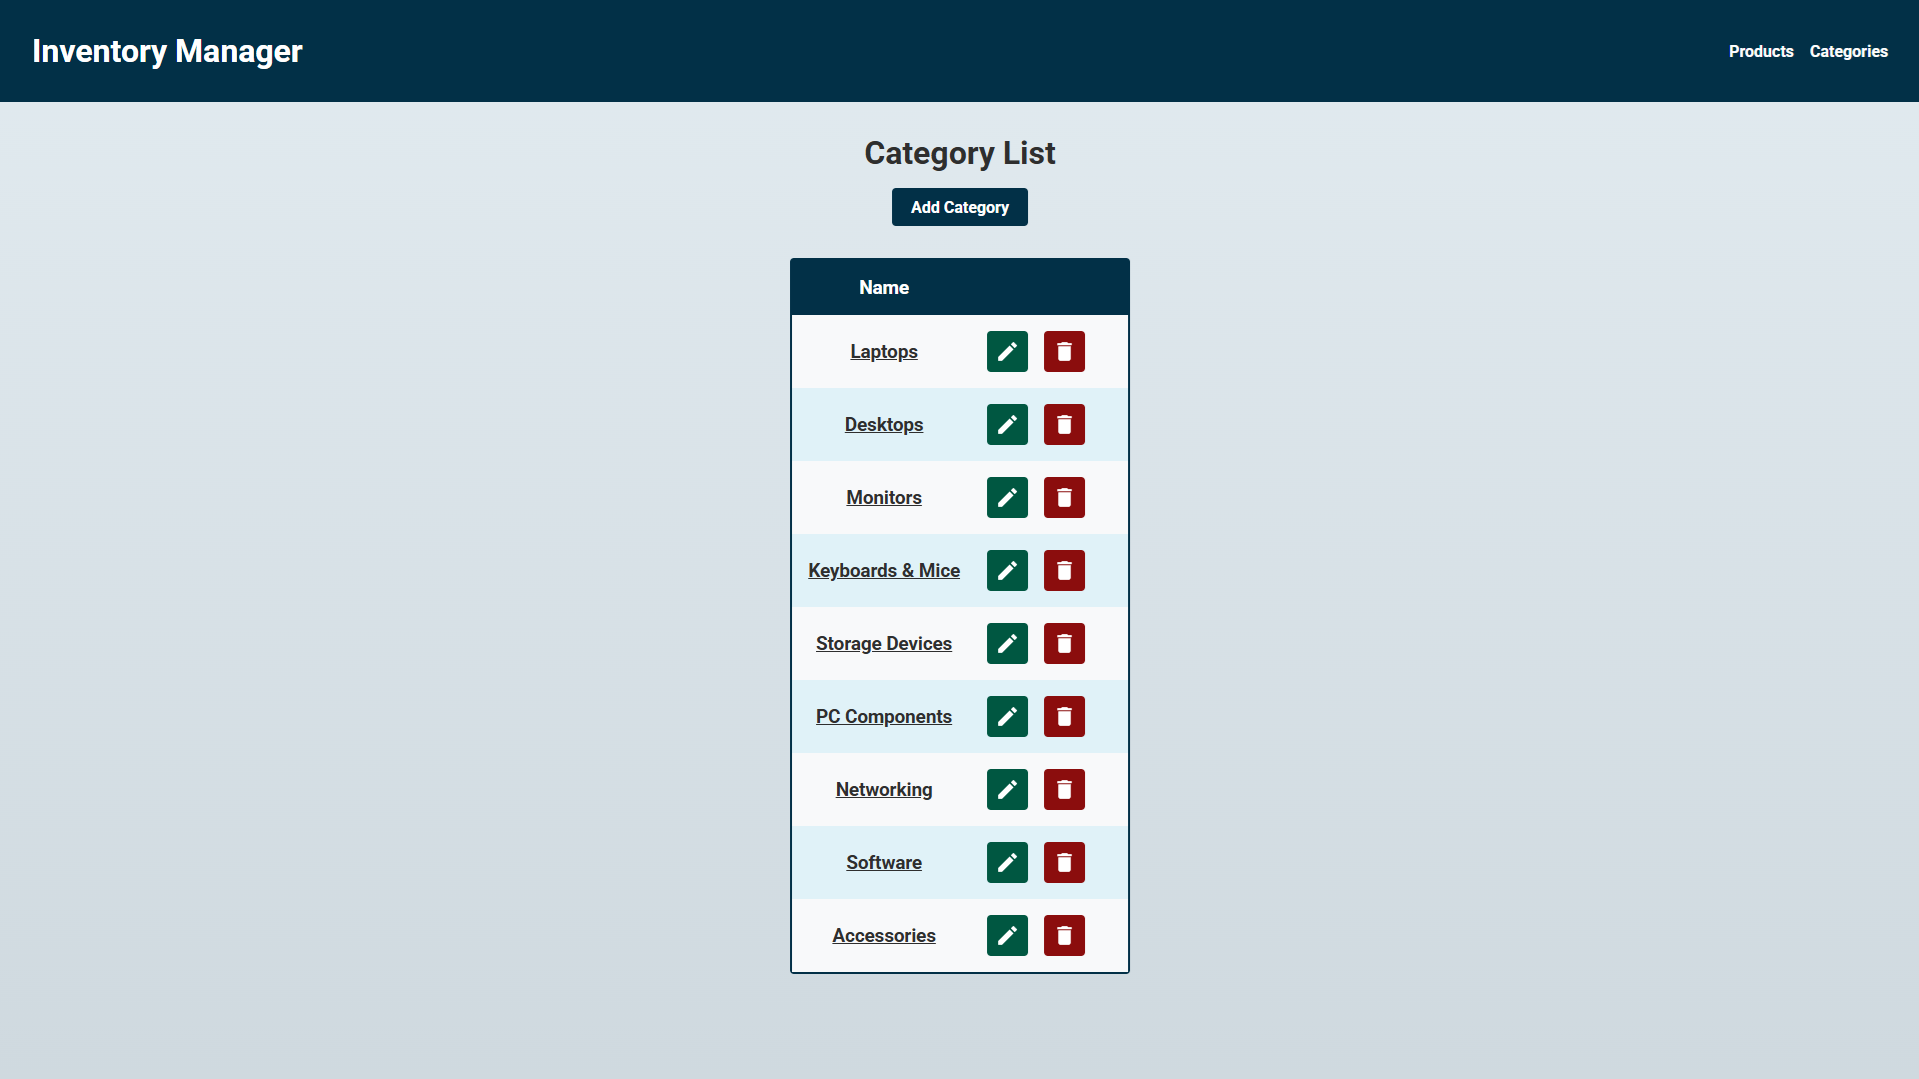 Inventory Manager
Products Categories
Category List
Add Category
Name
Laptops
Desktops
Monitors
Keyboards & Mice
Storage Devices
PC Components
Networking
Software
Accessories